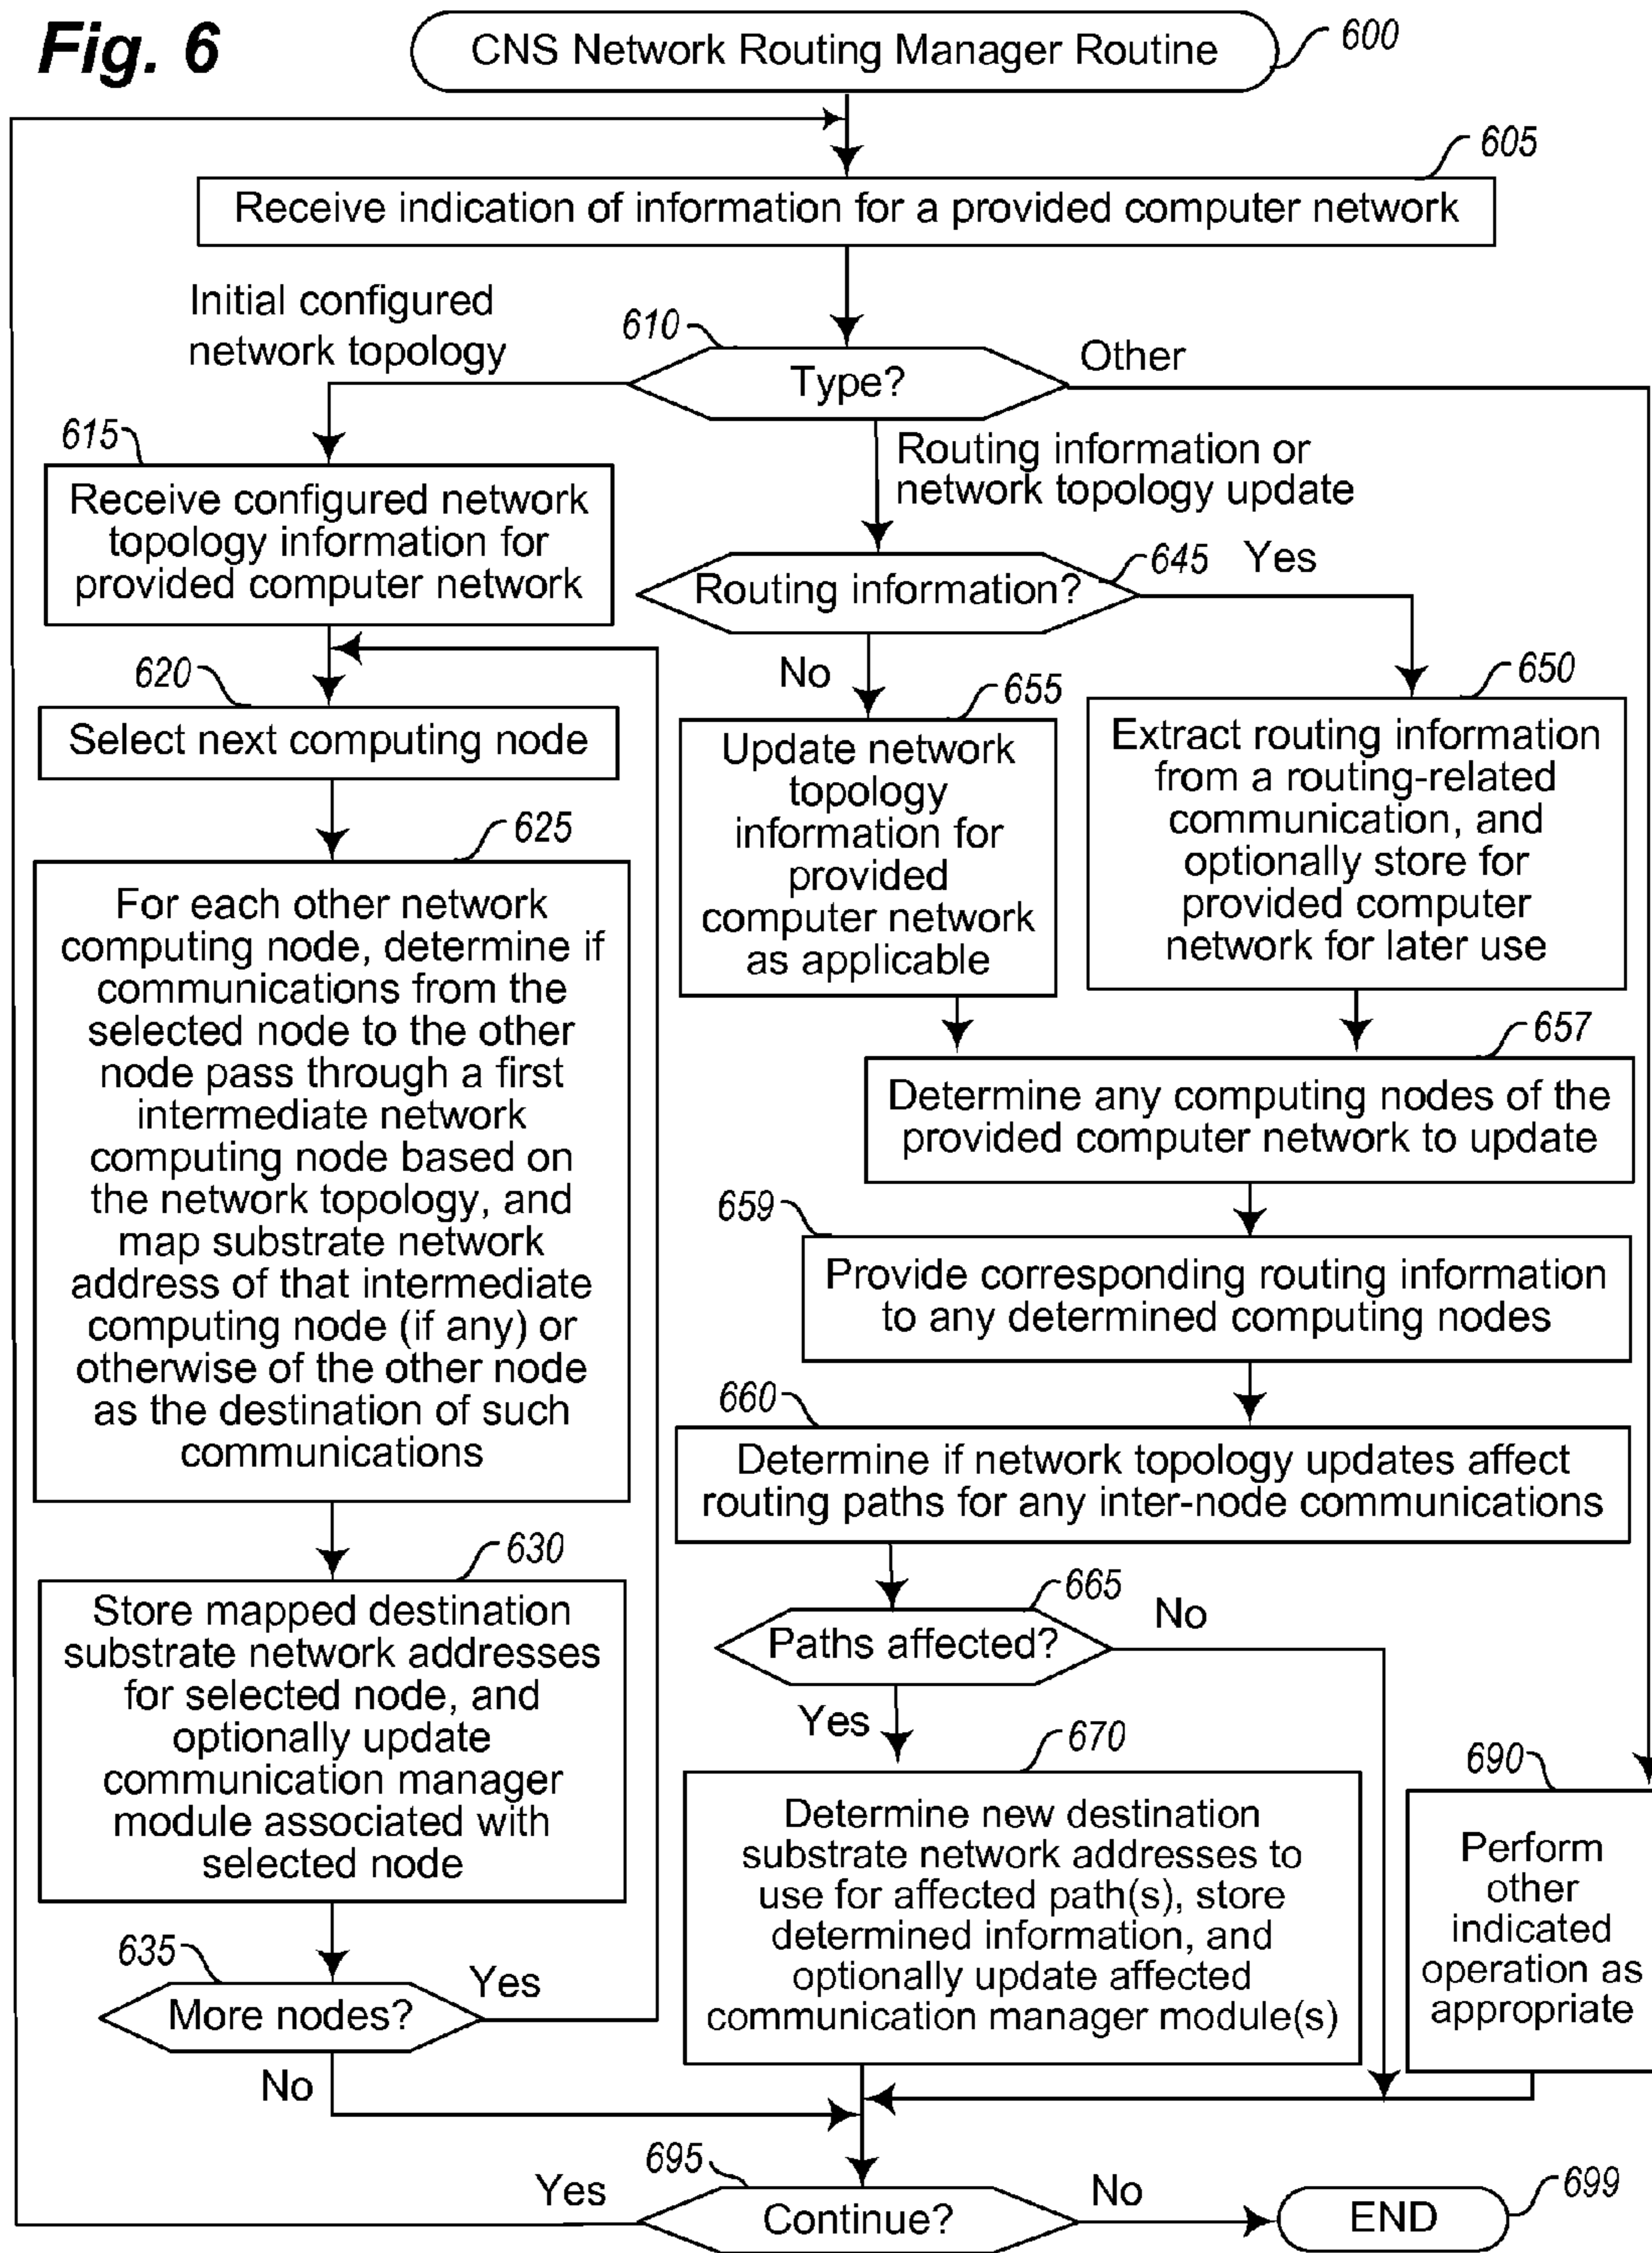 Fig. 6
CNS Network Routing Manager Routine
600
605
Receive indication of information for a provided computer network
Initial configured
network topology
610
Type?
Other
615
Receive configured network
topology information for
provided computer network
Routing information or
network topology update
Routing information?
645
Yes
No
620
Select next computing node
655
Update network
topology
information for
provided
computer network
as applicable
650
Extract routing information
from a routing-related
communication, and
optionally store for
provided computer
network for later use
625
For each other network
computing node, determine if
communications from the
selected node to the other
node pass through a first
intermediate network
computing node based on
the network topology, and
map substrate network
address of that intermediate
computing node (if any) or
otherwise of the other node
as the destination of such
communications
657
Determine any computing nodes of the
provided computer network to update
659
Provide corresponding routing information
to any determined computing nodes
660
Determine if network topology updates affect
routing paths for any inter-node communications
630
Store mapped destination
substrate network addresses
for selected node, and
optionally update
communication manager
module associated with
selected node
665
Paths affected?
No
Yes
670
Determine new destination
substrate network addresses to
use for affected path(s), store
determined information, and
optionally update affected
communication manager module(s)
690
Perform
other
indicated
operation as
appropriate
635
More nodes?
Yes
No
695
Yes
Continue?
No
END
699